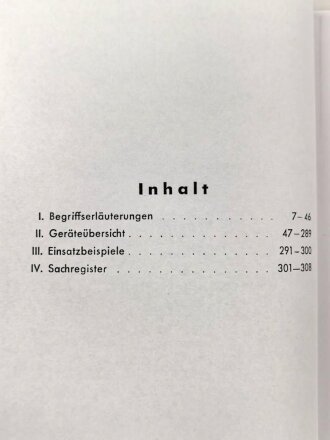 Inhalt
I. Begriffserläuterungen . . . . . . . . . . . 7–46
II. Geräteübersicht . . . . . . . . . . . . . 47–289
III. Einsatzbeispiele . . . . . . . . . . . . . 291–300
IV. Sachregister . . . . . . . . . . . . . . 301–308